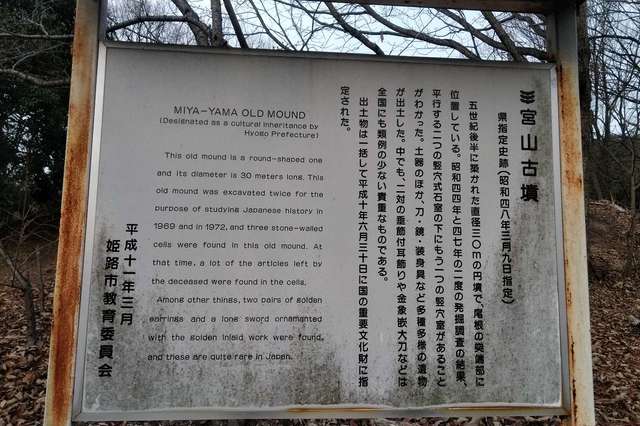 宮山古墳
県指定史跡(昭和四八年三月九日指定)
五世紀後半に築かれた直径三〇mの円墳で、尾根の突端部に
位置している。昭和四四年と四七年の二度の発掘調査の結果、
平行する二つの竪穴式石室の下にもう一つの竪穴室があること
がわかった。土器のほか、刀・鏡・装身具など多種多様の遺物
が出土した。中でも、二対の垂飾付耳飾りや金象嵌大刀などは
全国にも類例の少ない貴重なものである。
出土物は一括して平成十年六月三十日に国の重要文化財に指
定された。
MIYA-YAMA OLD MOUND
(Designated as a cultural inheritance by
Hyogo Prefecture)
This old mound is a round-shaped one
and its diameter is 30 meters long. This
old mound was excavated twice for the
purpose of studying Japanese history in
1969 and in 1972, and three stone-walled
cells were found in this old mound. At
that time, a lot of the articles left by
the deceased were found in the cells.
Among other things, two pairs of golden
earrings and a long sword ornamented
with the golden inlaid work were found,
and these are quite rare in Japan.
平成十一年三月
姫路市教育委員会